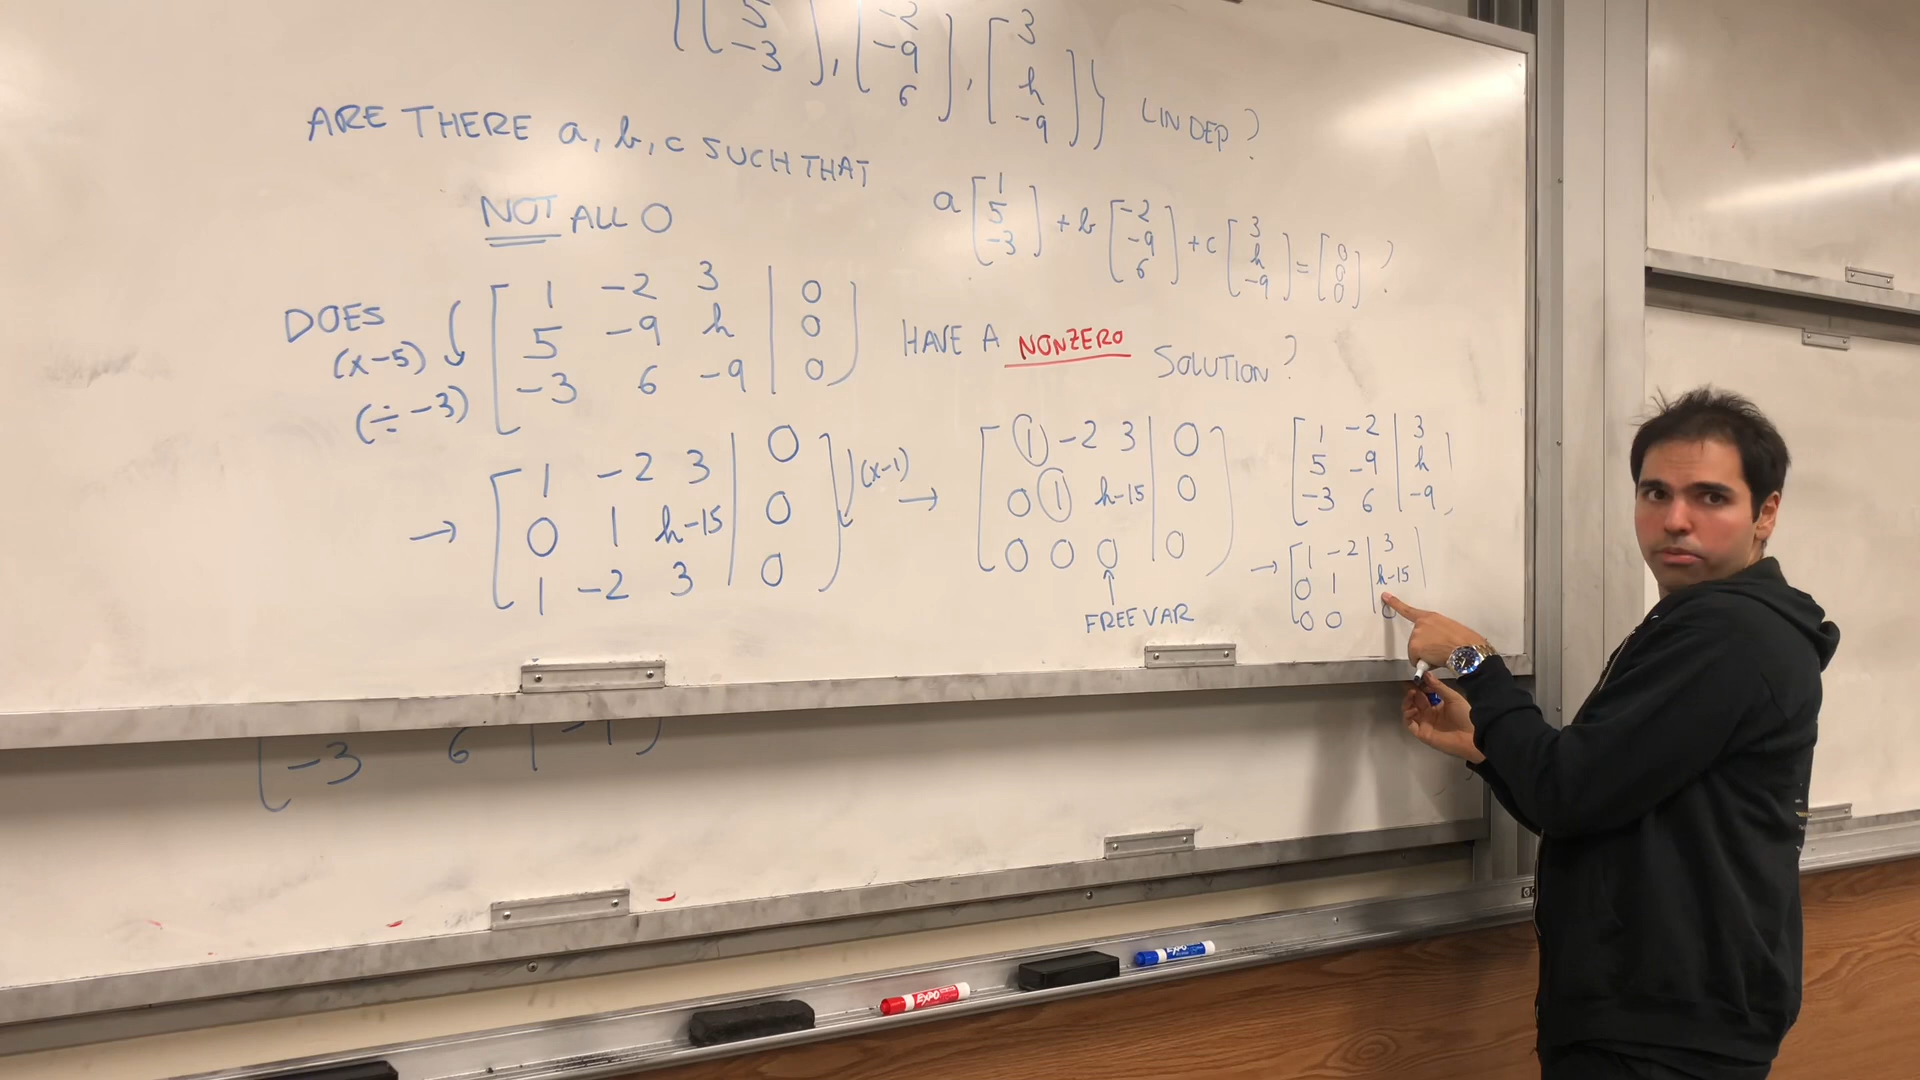 {[5 -3], [-2 -9 6], [3 h -9]} LIN DEP?
ARE THERE a, b, c SUCH THAT
NOT ALL 0
a[1 5 -3] + b[-2 -9 6] + c[3 h -9] = [0 0 0]?
DOES
(x-5)
(÷ -3)
[1 -2 3 | 0
5 -9 h | 0
-3 6 -9 | 0]
HAVE A NONZERO SOLUTION?
→ [1 -2 3 | 0
0 1 h-15 | 0
1 -2 3 | 0]
(x-1)
→ [1 -2 3 | 0
0 1 h-15 | 0
0 0 0 | 0]
↑
FREE VAR
[1 -2 | 3
5 -9 | h
-3 6 | -9]
→ [1 -2 | 3
0 1 | h-15
0 0 | 0
[-3 6 |
EXPO
EXPO